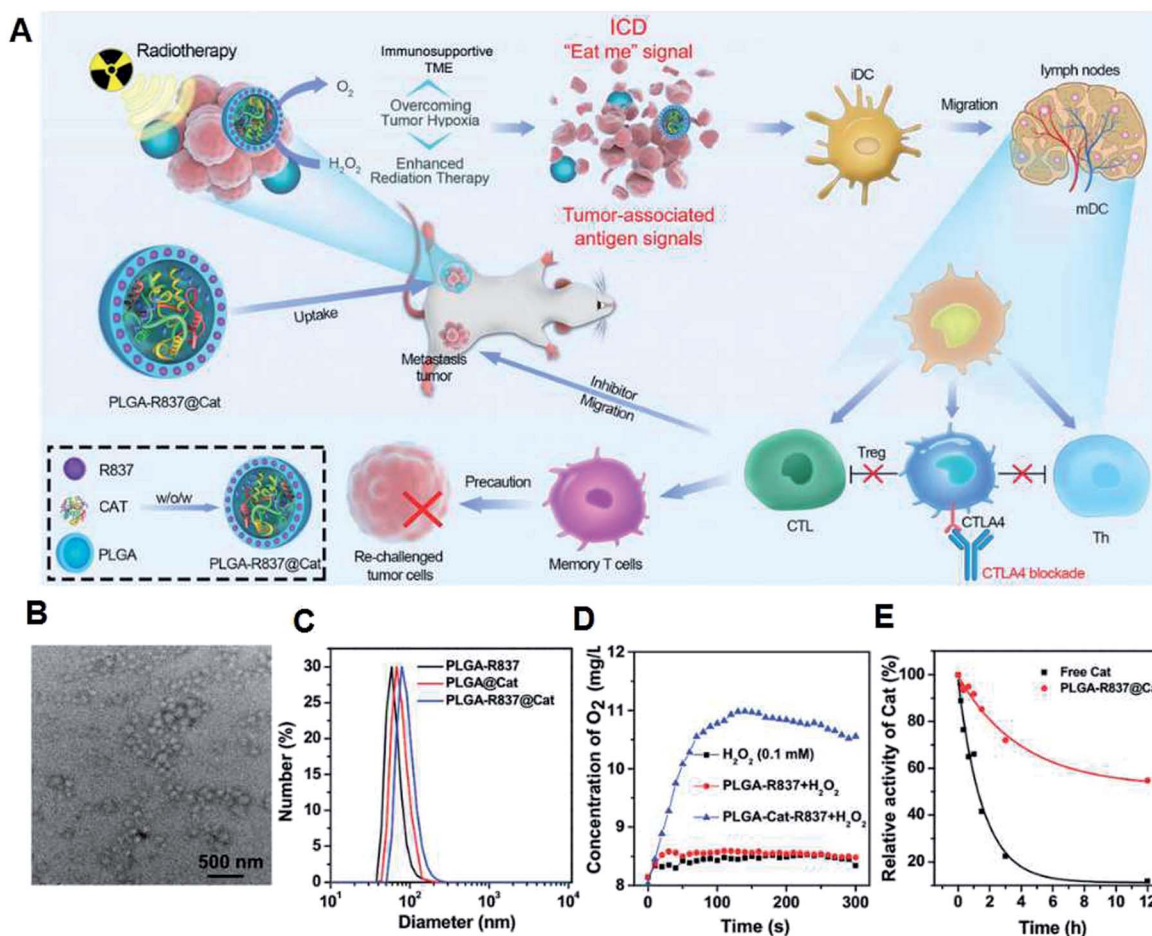 A
Radiotherapy
O2
H2O2
Immunosupportive
TME
Overcoming
Tumor Hypoxia
Enhanced
Rediation Therapy
ICD
"Eat me" signal
Tumor-associated
antigen signals
iDC
Migration
lymph nodes
mDC
PLGA-R837@Cat
Uptake
Metastasis
tumor
Inhibitor
Migration
R837
CAT
PLGA
w/o/w
PLGA-R837@Cat
Precaution
Re-challenged
tumor cells
Memory T cells
CTL
Treg
CTLA4
CTLA4 blockade
Th
B
500 nm
C
Number (%)
30
25
20
15
10
5
0
PLGA-R837
PLGA@Cat
PLGA-R837@Cat
10^1
10^2
10^3
10^4
Diameter (nm)
D
Concentration of O2 (mg/L)
12
11
10
9
8
H2O2 (0.1 mM)
PLGA-R837+H2O2
PLGA-Cat-R837+H2O2
0
100
200
300
Time (s)
E
Relative activity of Cat (%)
100
80
60
40
20
Free Cat
PLGA-R837@Ca
0
2
4
6
8
10
12
Time (h)